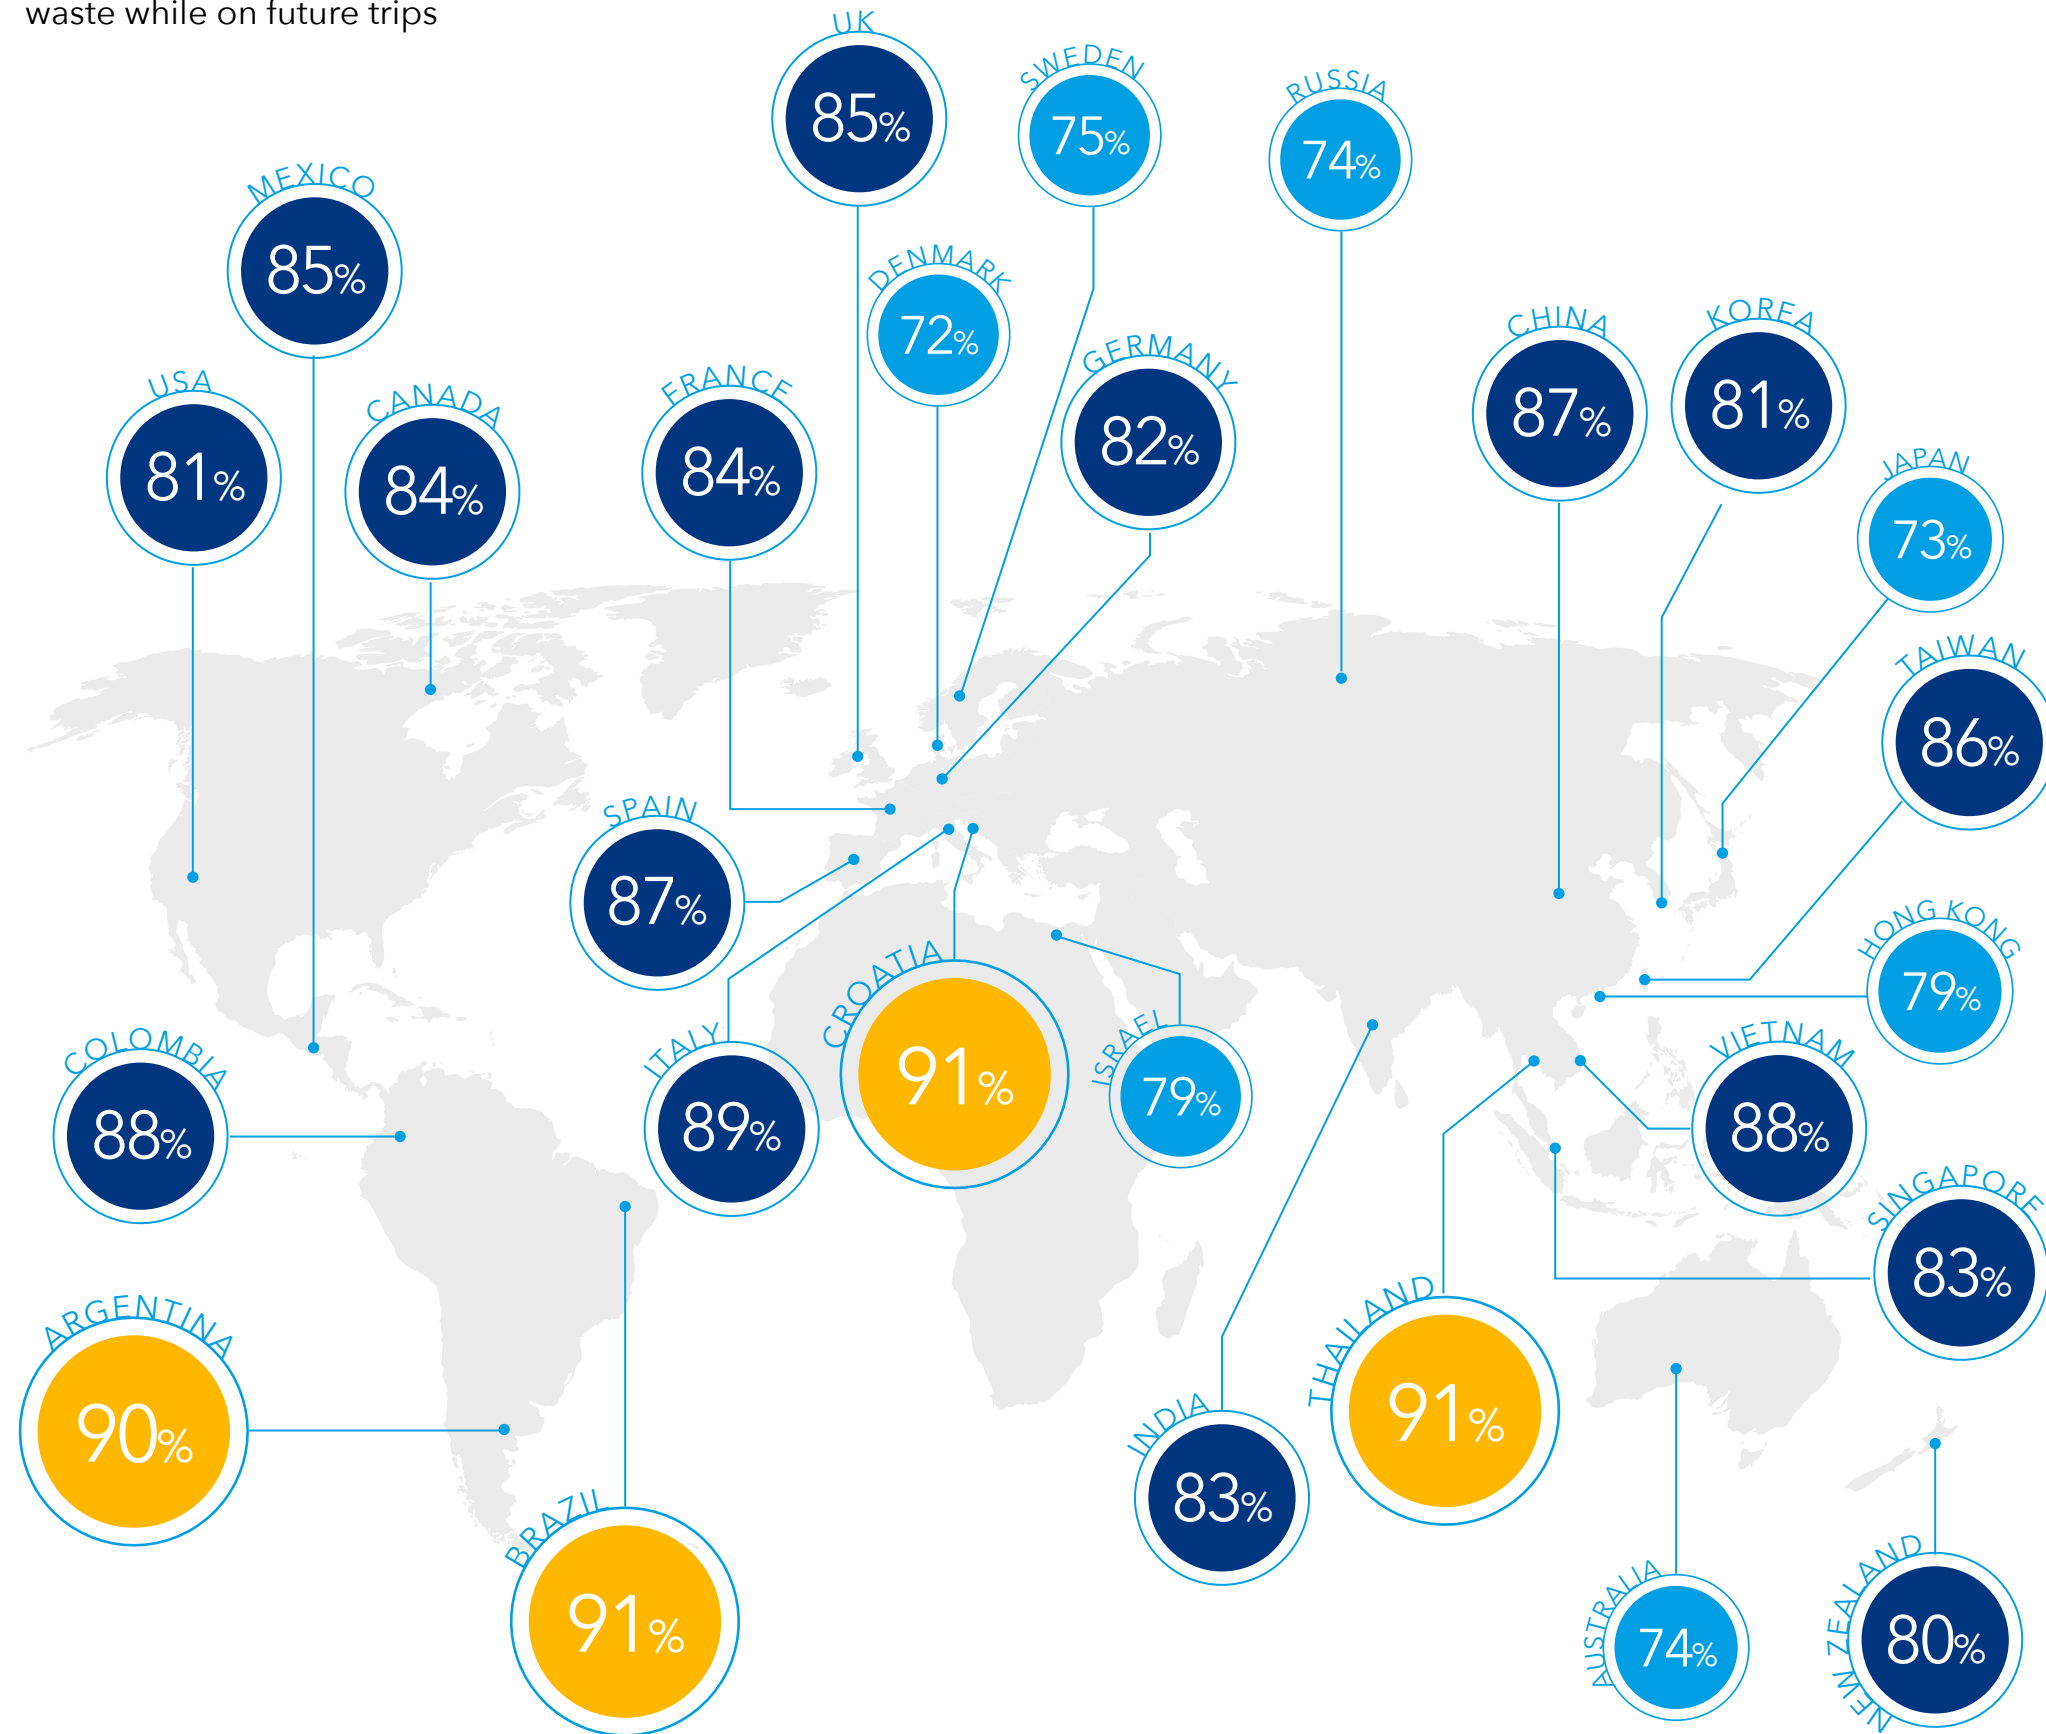 waste while on future trips
UK
85%
SWEDEN
75%
RUSSIA
74%
MEXICO
85%
DENMARK
72%
GERMANY
82%
CHINA
87%
KOREA
81%
USA
81%
CANADA
84%
FRANCE
84%
JAPAN
73%
TAIWAN
86%
SPAIN
87%
HONG KONG
79%
CROATIA
91%
ITALY
89%
ISRAEL
79%
COLOMBIA
88%
VIETNAM
88%
SINGAPORE
83%
ARGENTINA
90%
THAILAND
91%
INDIA
83%
BRAZIL
91%
AUSTRALIA
74%
NEW ZEALAND
80%